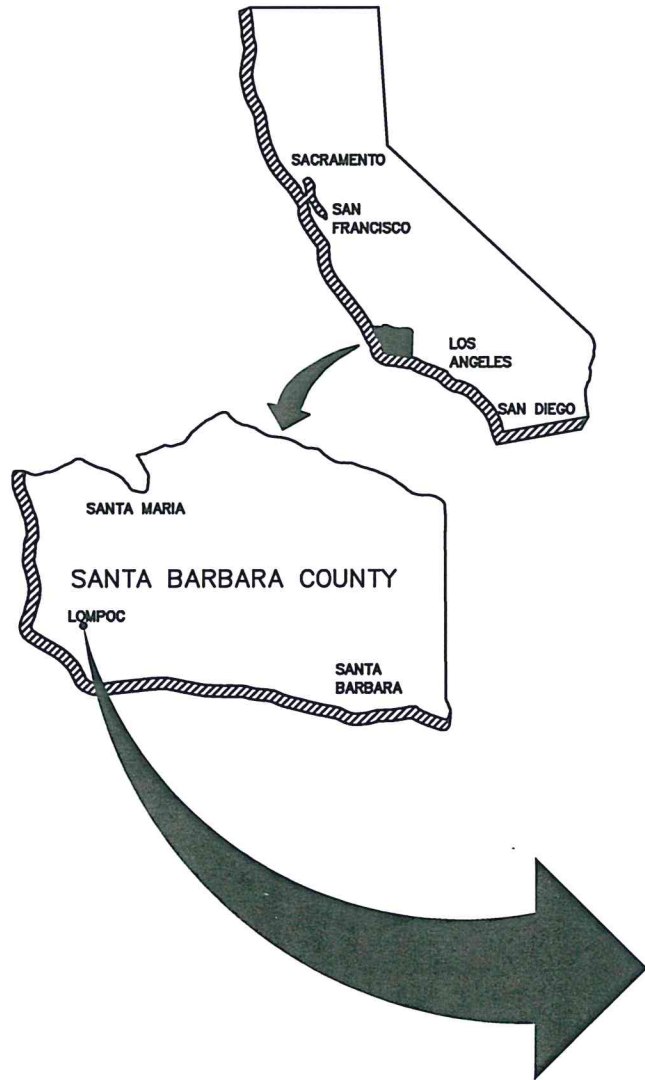 SACRAMENTO
SAN
FRANCISCO
LOS
ANGELES
SAN DIEGO
SANTA MARIA
SANTA BARBARA COUNTY
LOMPOC
SANTA
BARBARA